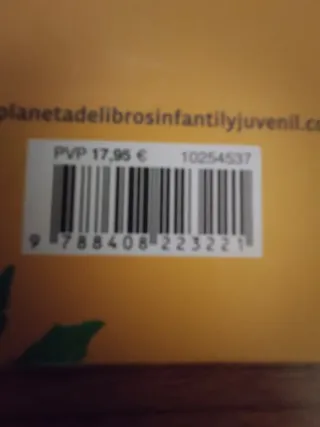 planetadelibrosinfantilyjuvenil.co
PVP 17,95 € 10254537
9 788408 223221